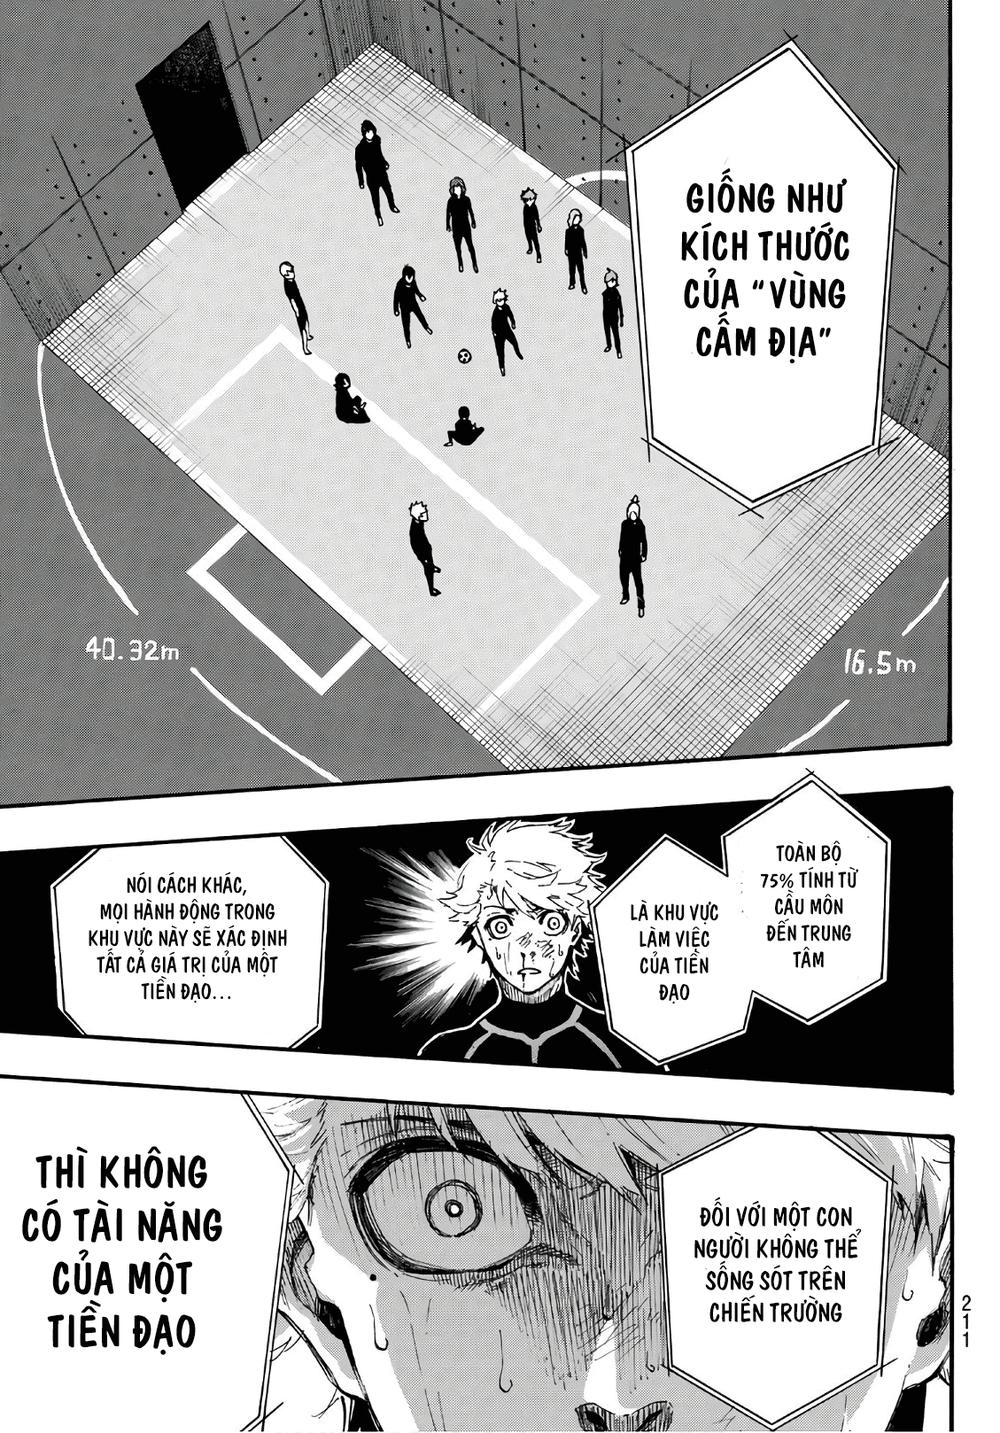 GIỐNG NHƯ
KÍCH THƯỚC
CỦA “VÙNG
CẤM ĐỊA”
40.32m
16.5m
TOÀN BỘ
75% TÍNH TỪ
CẦU MÔN
ĐẾN TRUNG
TÂM
LÀ KHU VỰC
LÀM VIỆC
CỦA TIỀN
ĐẠO
NÓI CÁCH KHÁC,
MỌI HÀNH ĐỘNG TRONG
KHU VỰC NÀY SẼ XÁC ĐỊNH
TẤT CẢ GIÁ TRỊ CỦA MỘT
TIỀN ĐẠO...
ĐỐI VỚI MỘT CON
NGƯỜI KHÔNG THỂ
SỐNG SÓT TRÊN
CHIẾN TRƯỜNG
THÌ KHÔNG
CÓ TÀI NĂNG
CỦA MỘT
TIỀN ĐẠO
211